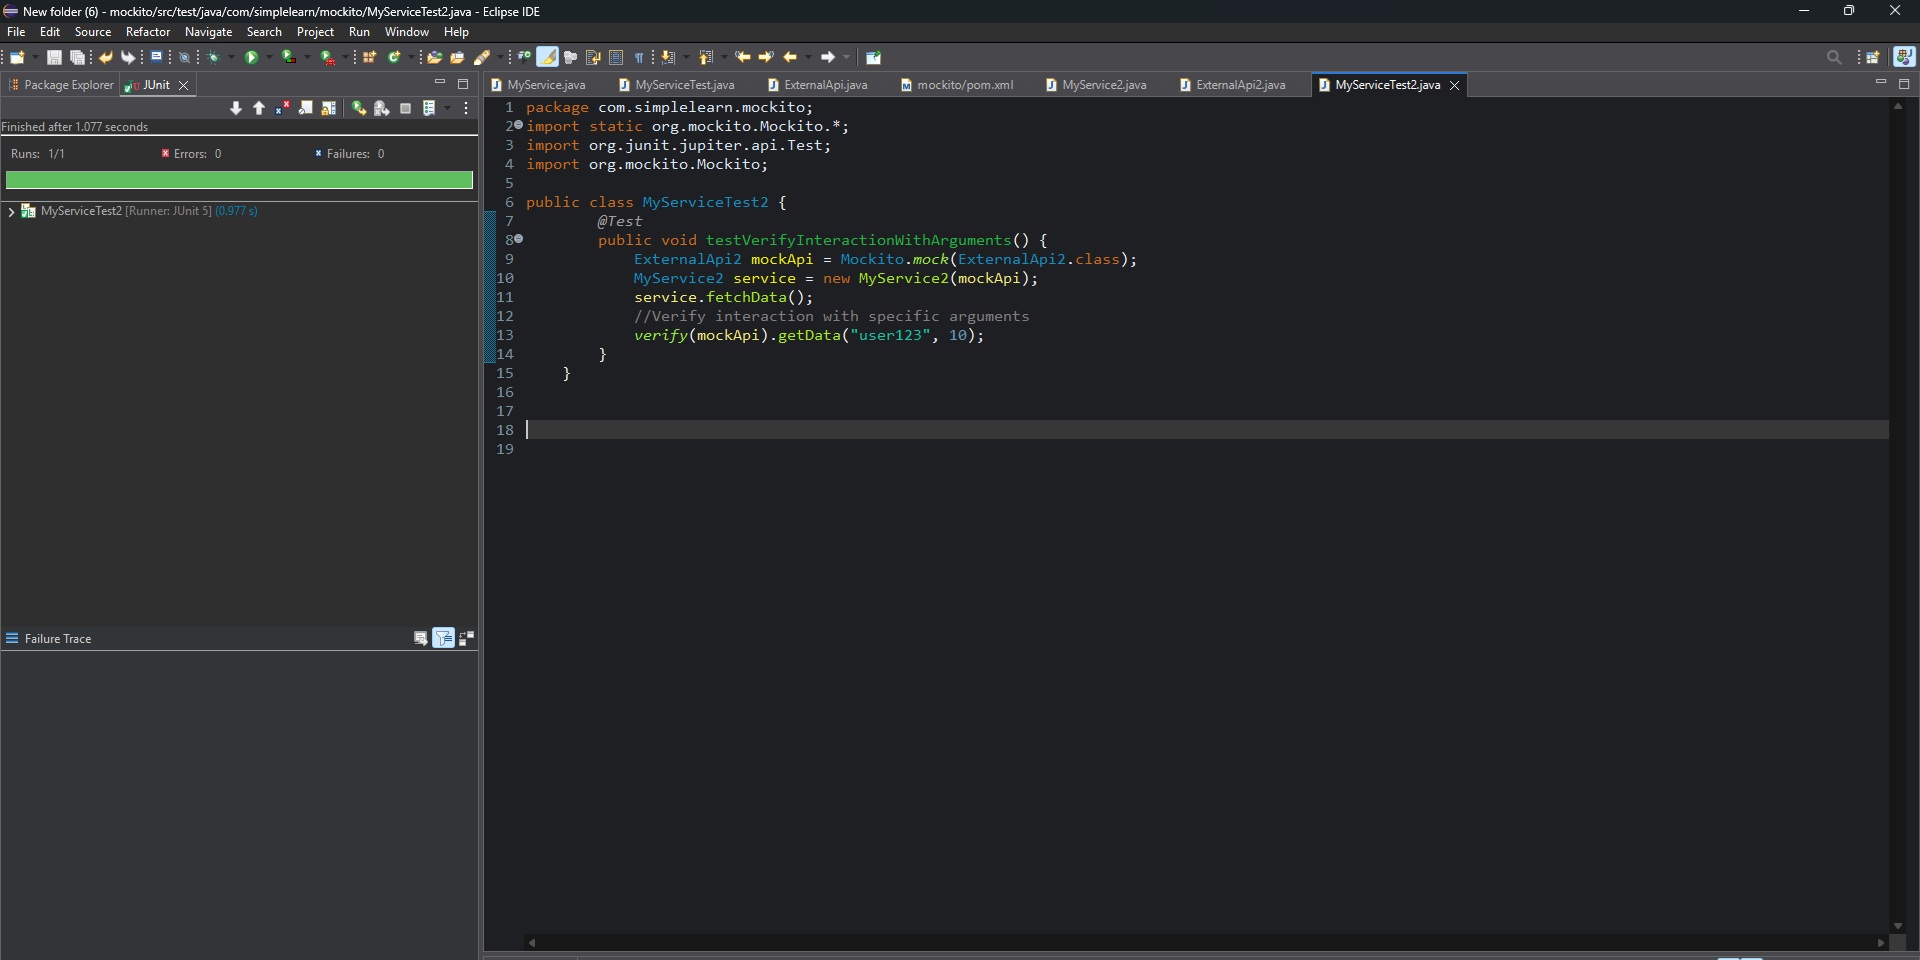 New folder (6) - mockito/src/test/java/com/simplelearn/mockito/MyServiceTest2.java - Eclipse IDE
File Edit Source Refactor Navigate Search Project Run Window Help
Package Explorer JUnit
Finished after 1.077 seconds
Runs: 1/1 Errors: 0 Failures: 0
MyServiceTest2 [Runner: JUnit 5] (0.977 s)
Failure Trace
MyService.java MyServiceTest.java ExternalApi.java mockito/pom.xml MyService2.java ExternalApi2.java MyServiceTest2.java
1 package com.simplelearn.mockito;
2 import static org.mockito.Mockito.*;
3 import org.junit.jupiter.api.Test;
4 import org.mockito.Mockito;
5
6 public class MyServiceTest2 {
7 @Test
8 public void testVerifyInteractionWithArguments() {
9 ExternalApi2 mockApi = Mockito.mock(ExternalApi2.class);
10 MyService2 service = new MyService2(mockApi);
11 service.fetchData();
12 //Verify interaction with specific arguments
13 verify(mockApi).getData("user123", 10);
14 }
15 }
16
17
18
19